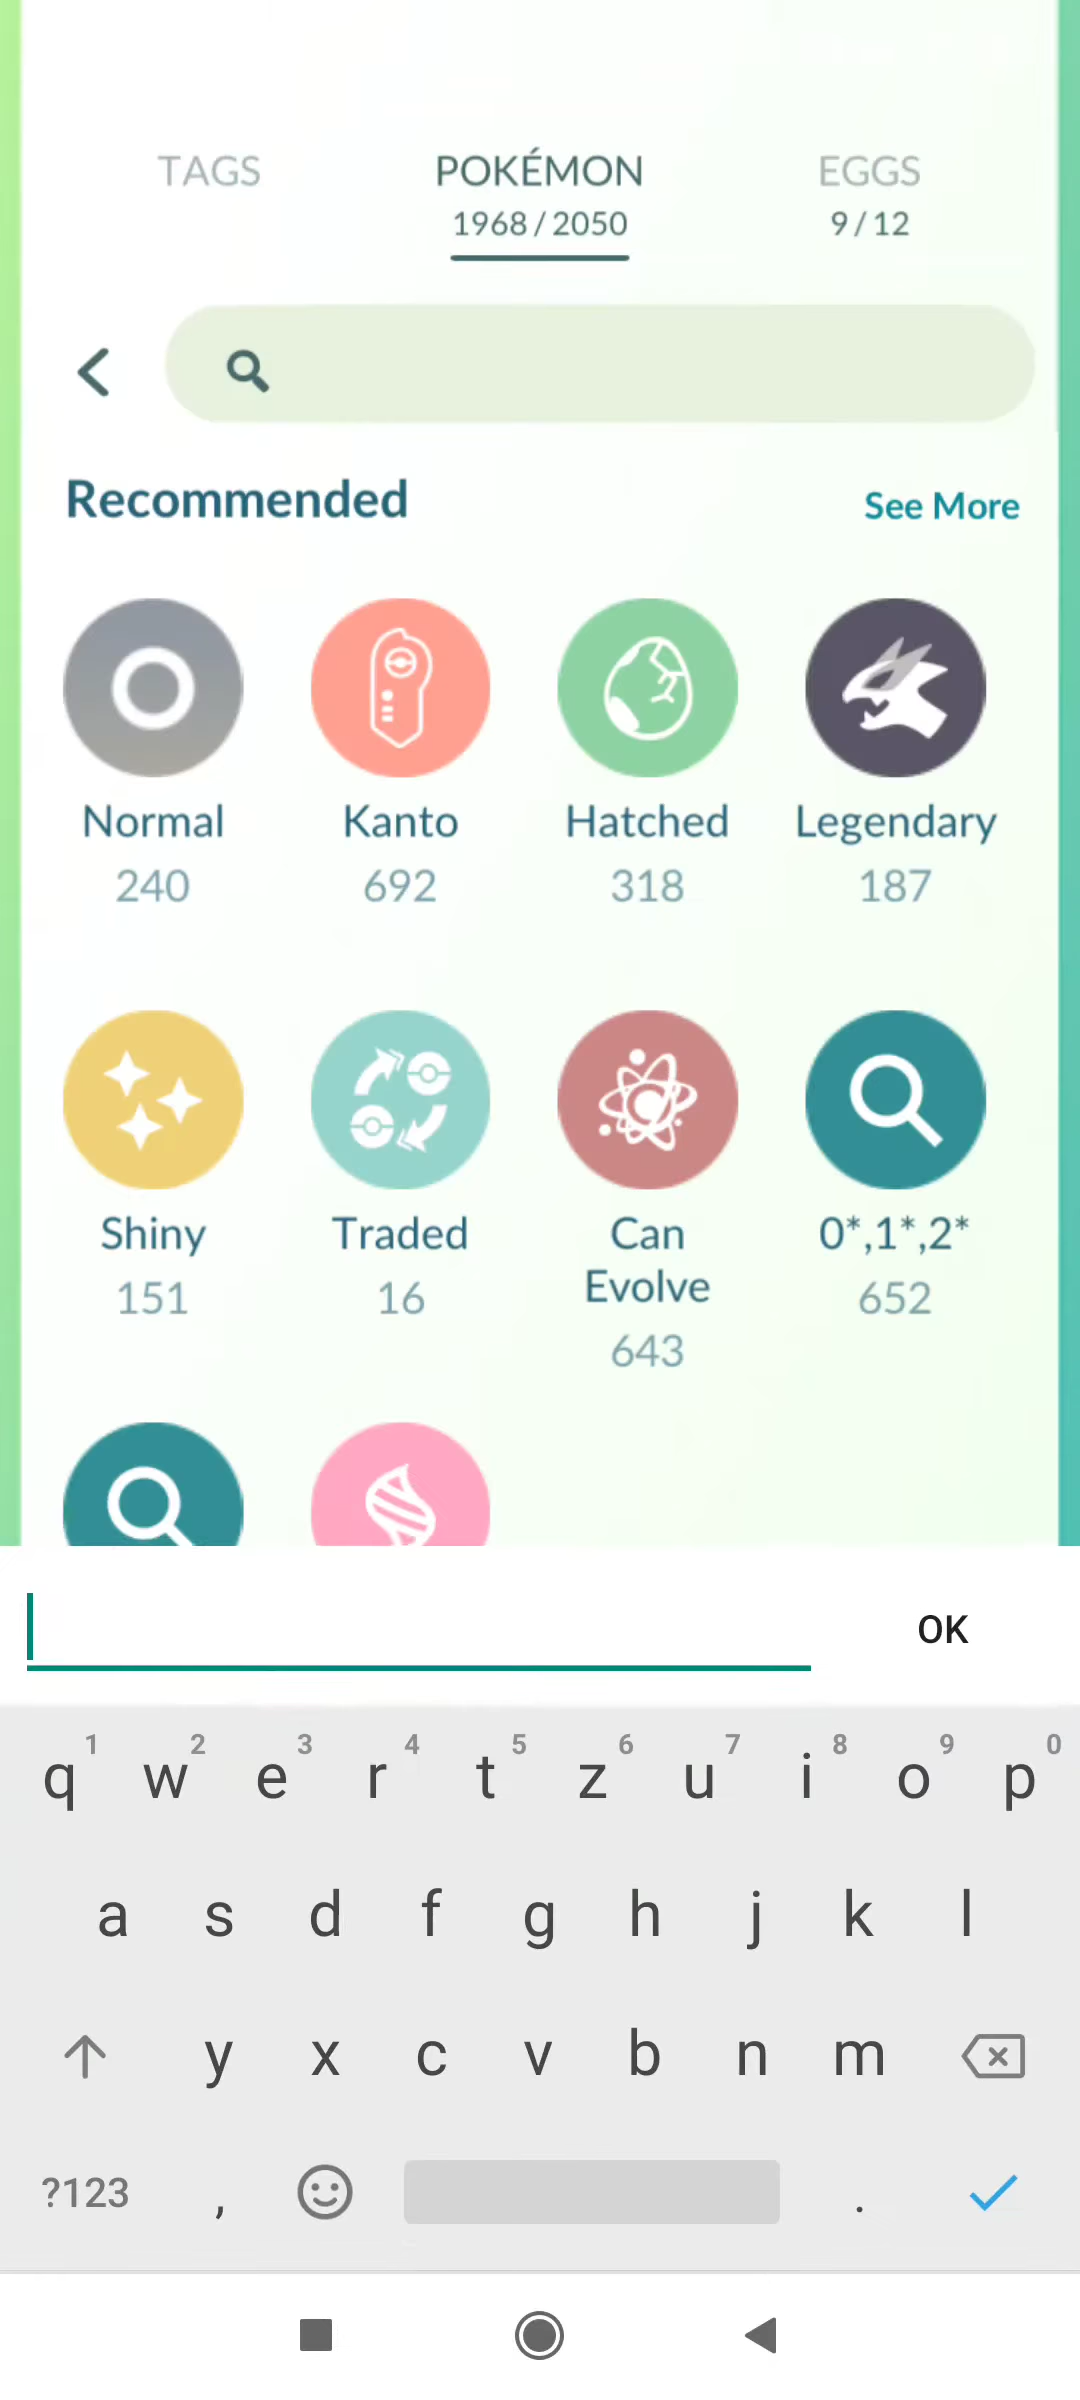 TAGS POKÉMON EGGS
1968 / 2050 9 / 12
Recommended See More
Normal Kanto Hatched Legendary
240 692 318 187
Shiny Traded Can Evolve 0*,1*,2*
151 16 643 652
OK
1 2 3 4 5 6 7 8 9 0
q w e r t z u i o p
a s d f g h j k l
y x c v b n m
?123 , .